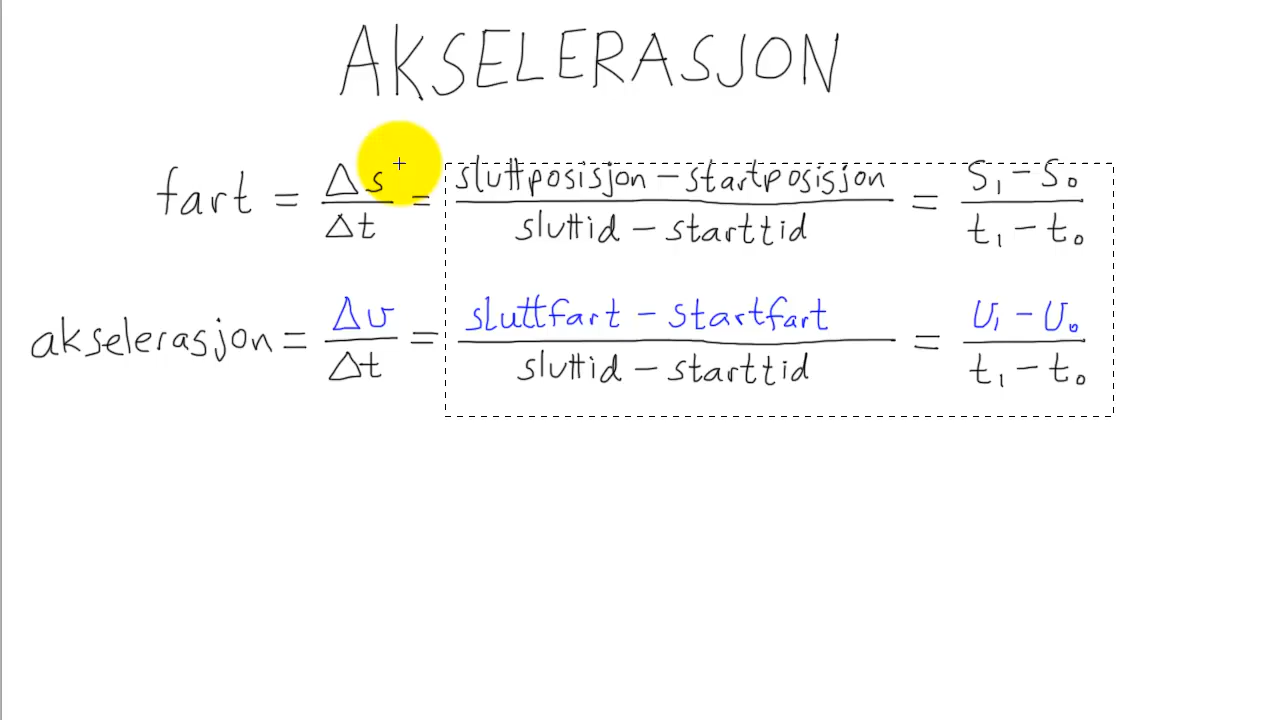 AKSELERASJON
fart = Δs/Δt = sluttposisjon – startposisjon / sluttid – starttid = S₁ – S₀ / t₁ – t₀
akselerasjon = Δv/Δt = sluttfart – startfart / sluttid – starttid = v₁ – v₀ / t₁ – t₀